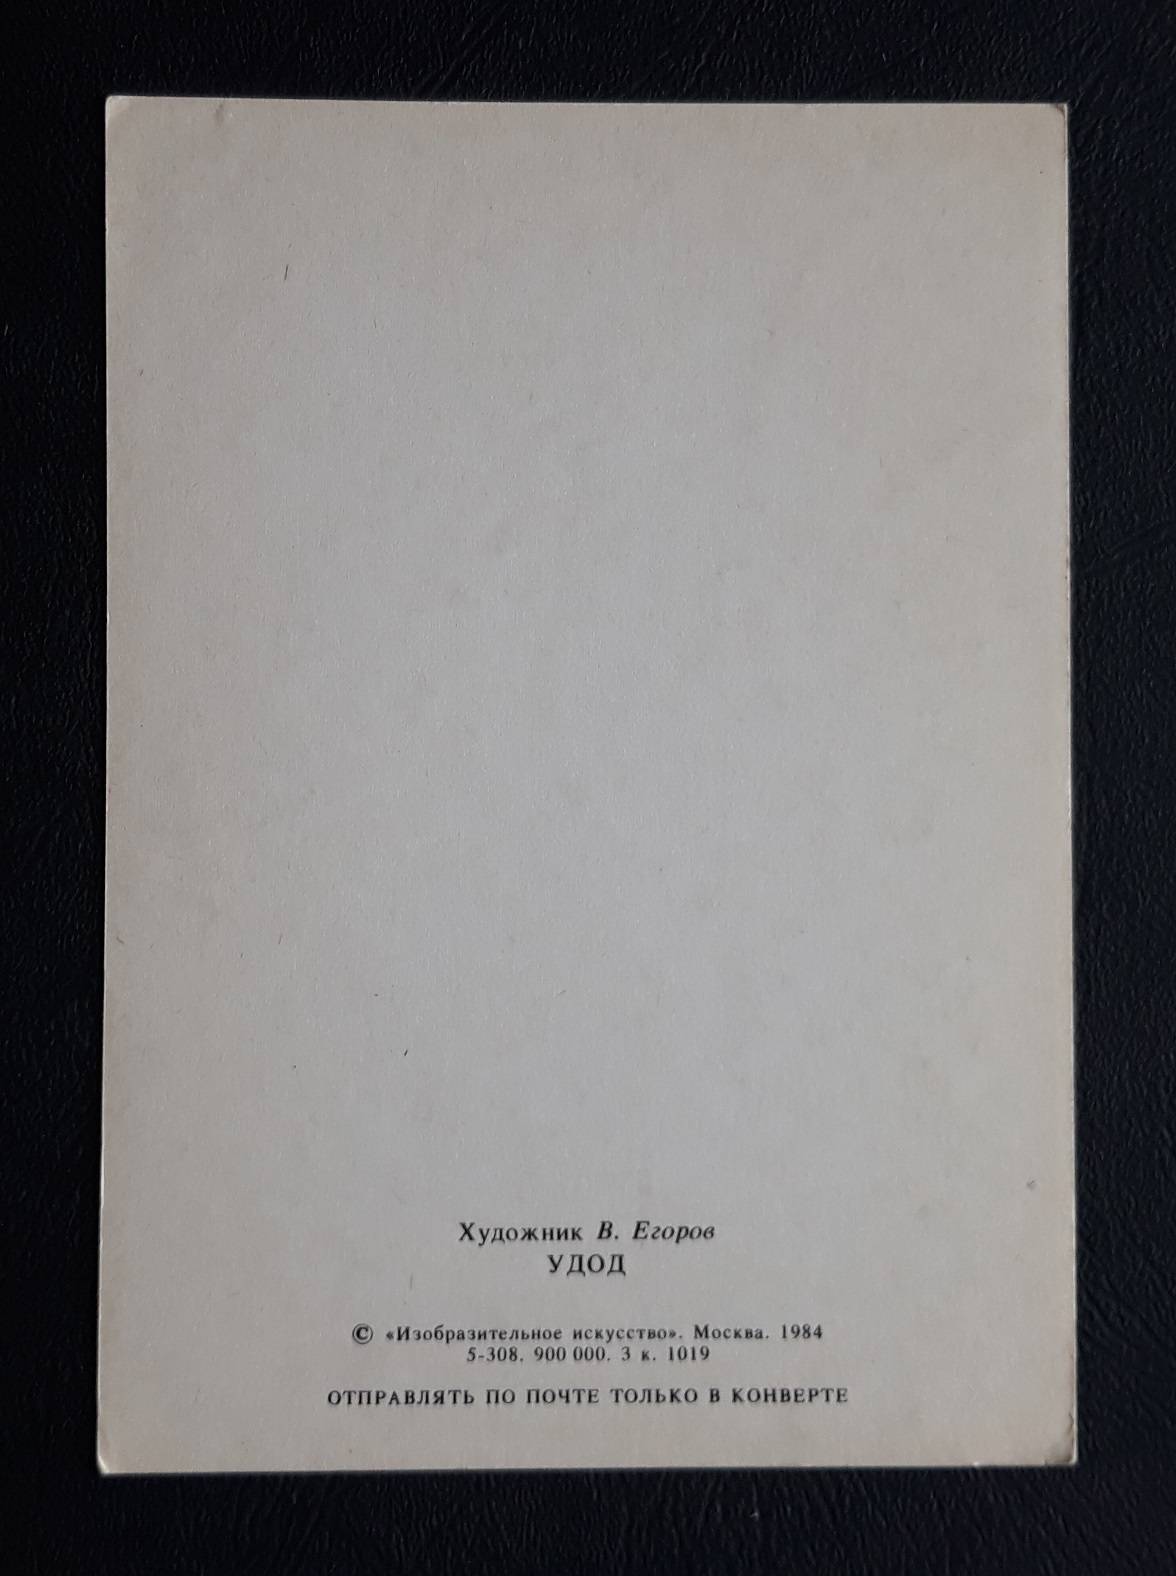 Художник В. Егоров
УДОД
© «Изобразительное искусство». Москва. 1984
5-308. 900 000. 3 к. 1019
ОТПРАВЛЯТЬ ПО ПОЧТЕ ТОЛЬКО В КОНВЕРТЕ